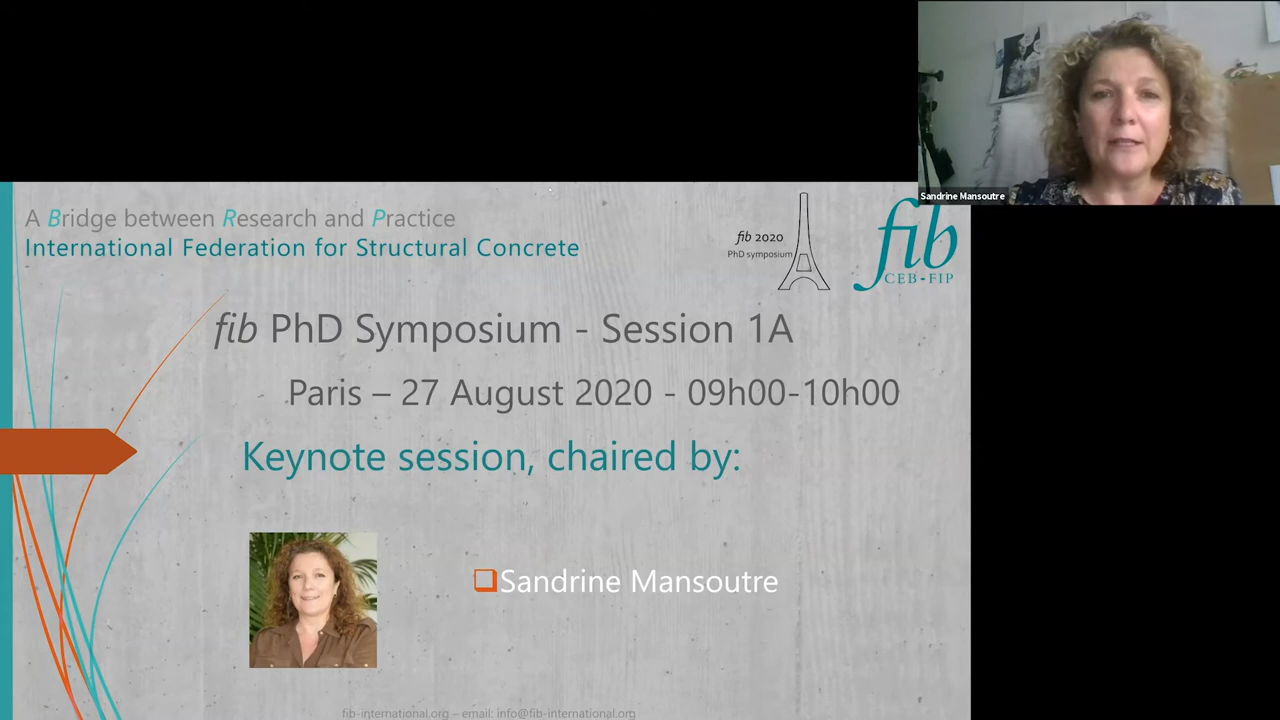 Sandrine Mansoutre
A Bridge between Research and Practice
International Federation for Structural Concrete
fib 2020
PhD symposium
fib
CEB-FIP
fib PhD Symposium - Session 1A
Paris – 27 August 2020 - 09h00-10h00
Keynote session, chaired by:
Sandrine Mansoutre
fib-international.org – email: info@fib-international.org